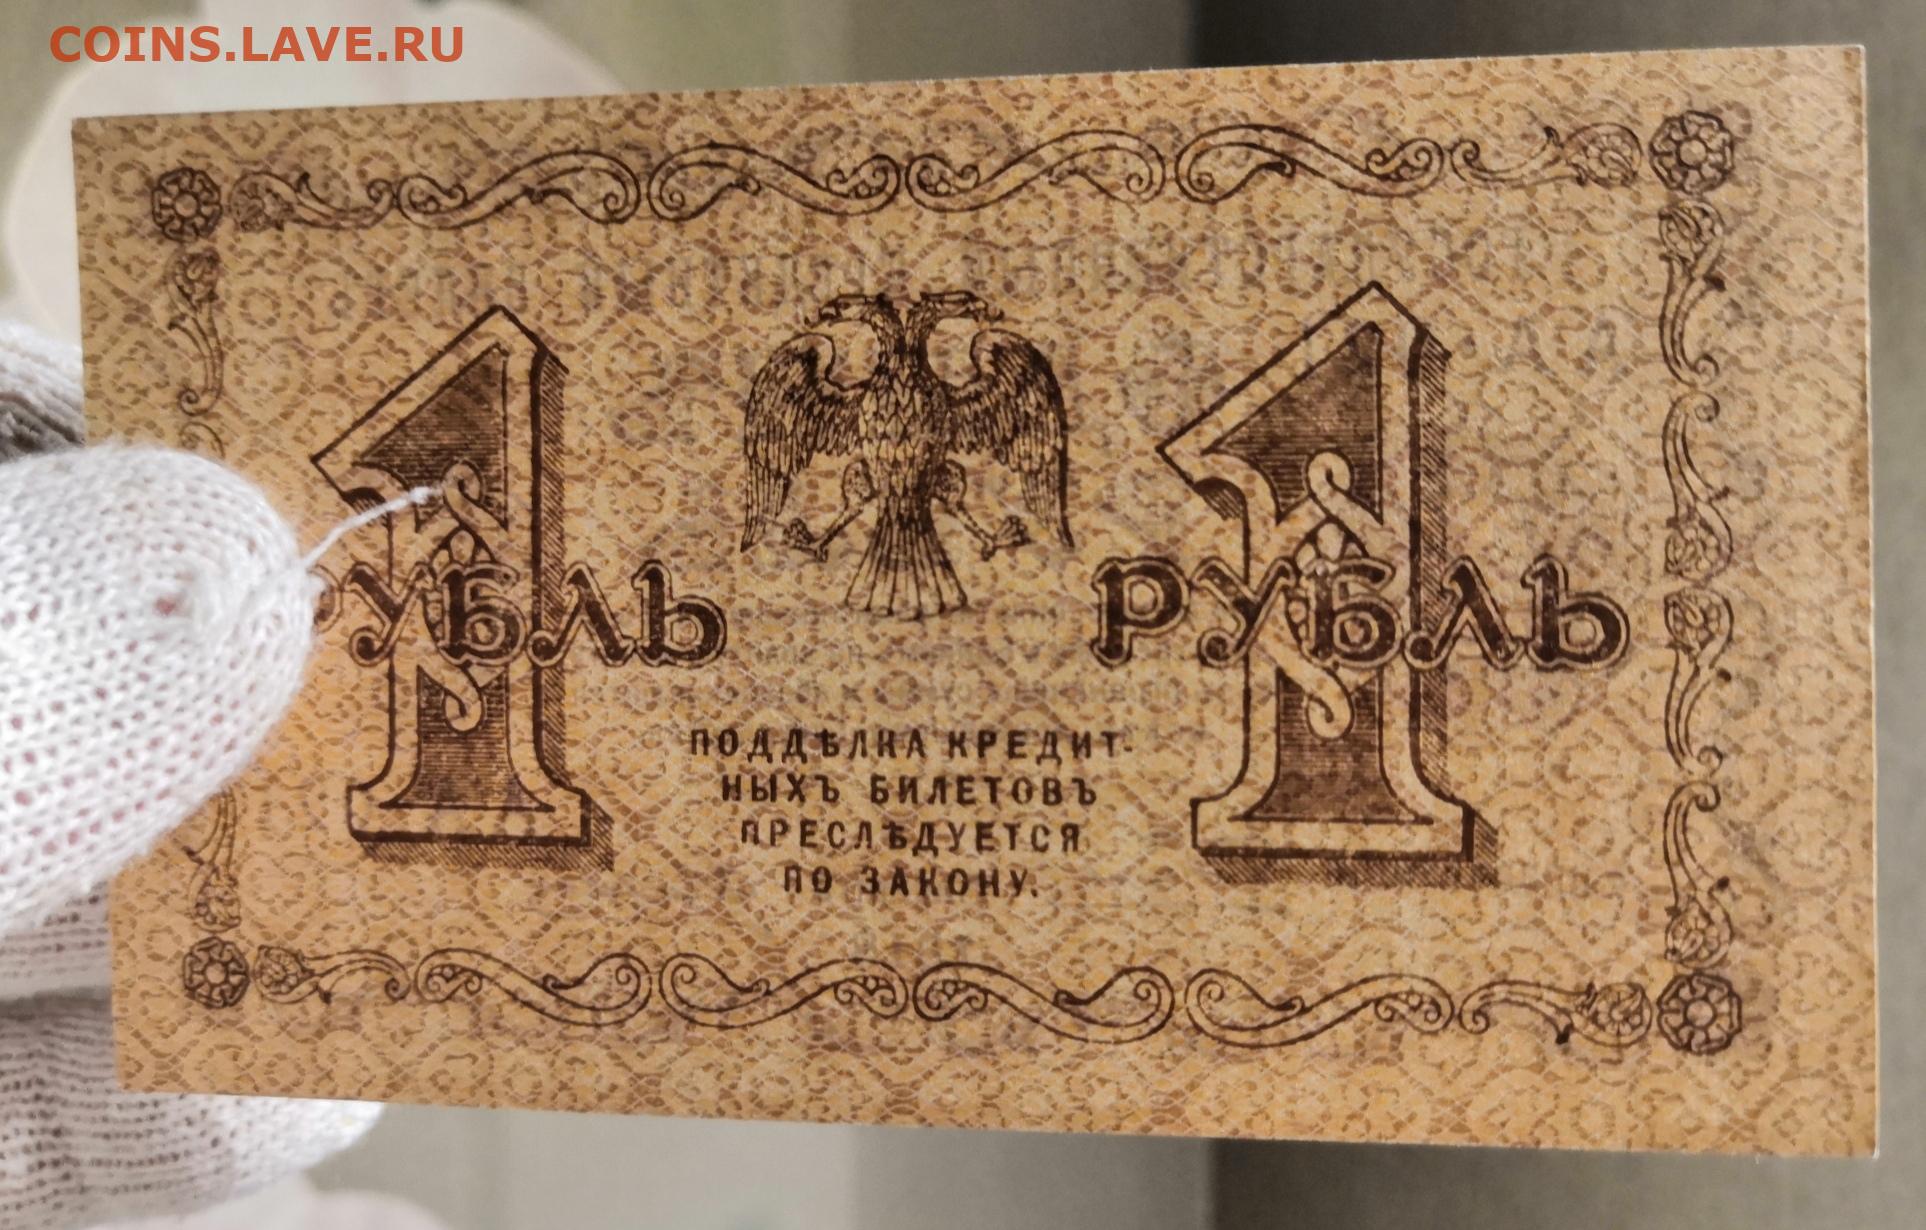 COINS.LAVE.RU
1 1
РУБЛЬ РУБЛЬ
ПОДДѢЛКА КРЕДИТ-
НЫХЪ БИЛЕТОВЪ
ПРЕСЛѢДУЕТСЯ
ПО ЗАКОНУ.